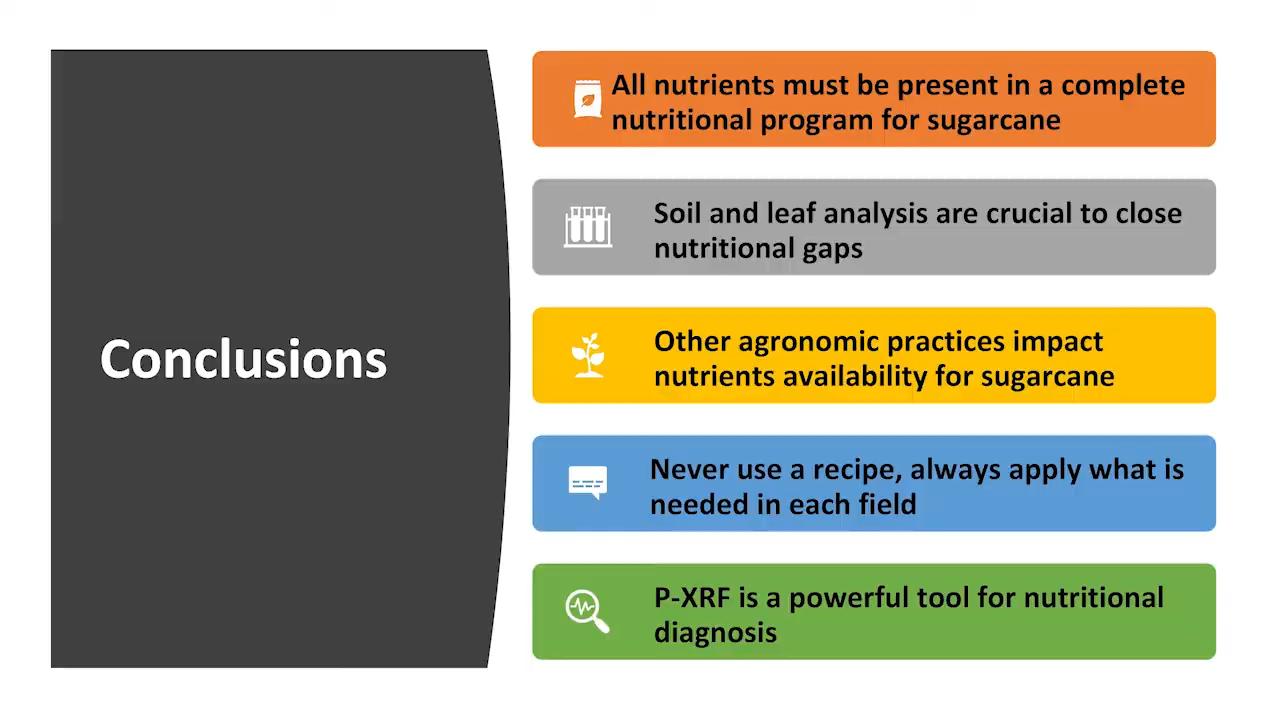 Conclusions
All nutrients must be present in a complete
nutritional program for sugarcane
Soil and leaf analysis are crucial to close
nutritional gaps
Other agronomic practices impact
nutrients availability for sugarcane
Never use a recipe, always apply what is
needed in each field
P-XRF is a powerful tool for nutritional
diagnosis